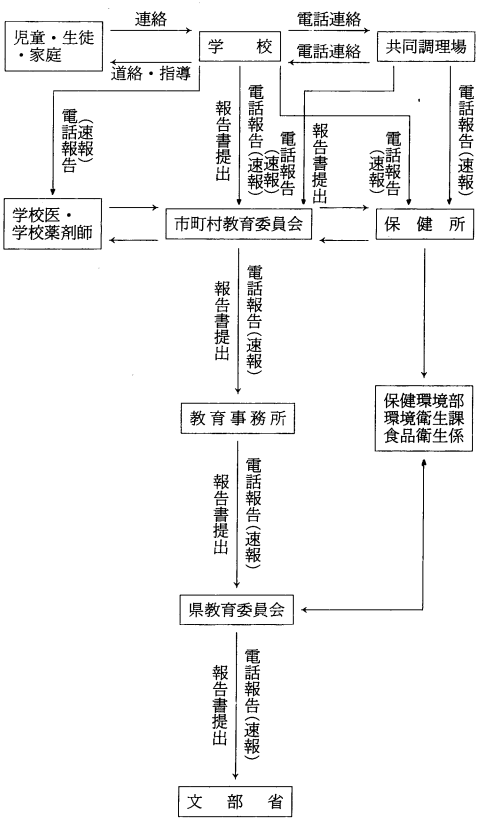 児童・生徒
・家庭
連絡
道絡・指導
学校
電話連絡
電話連絡
共同調理場
電話報告
(速報)
報告書提出
電話報告(速報)
電話報告
(速報)
報告書提出
電話報告
(速報)
電話報告(速報)
学校医・
学校薬剤師
市町村教育委員会
保健所
報告書提出
電話報告(速報)
保健環境部
環境衛生課
食品衛生係
教育事務所
報告書提出
電話報告(速報)
県教育委員会
報告書提出
電話報告(速報)
文部省